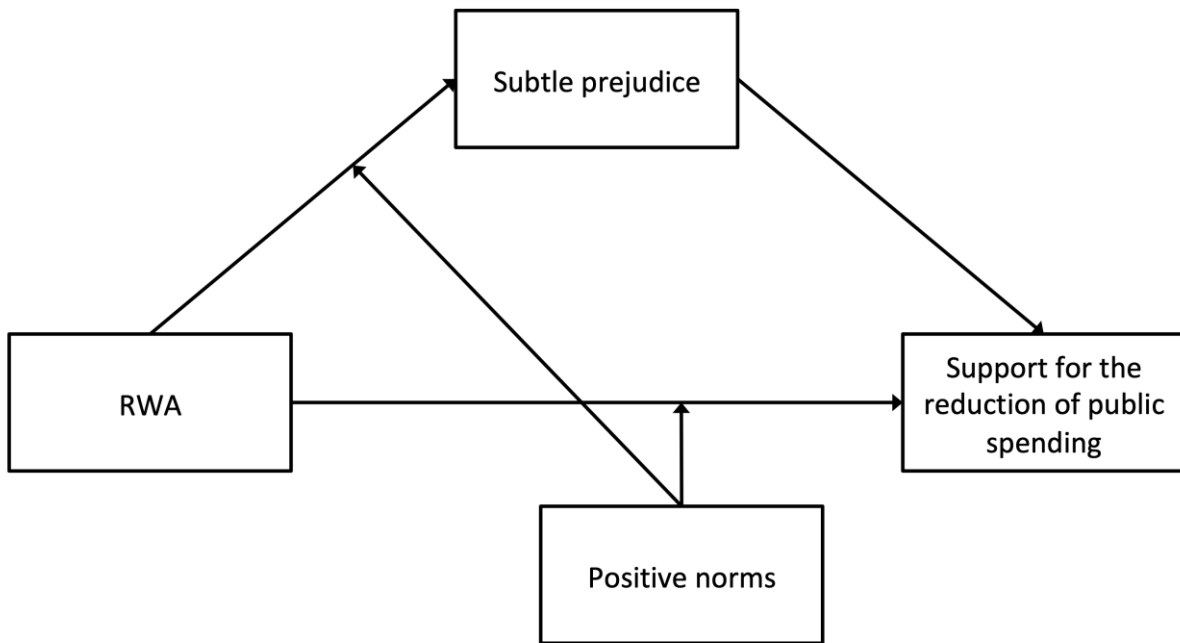 Subtle prejudice
RWA
Support for the
reduction of public
spending
Positive norms